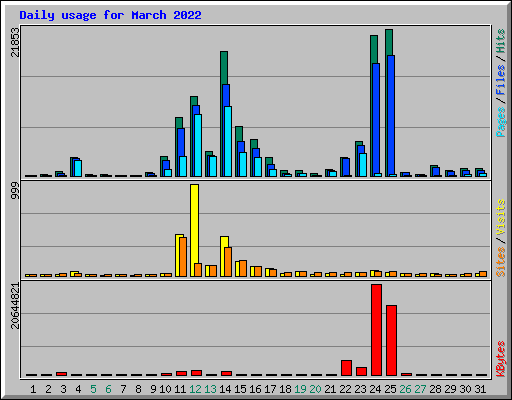 Daily usage for March 2022
21853
Pages / Files / Hits
999
Sites / Visits
20644821
KBytes
1 2 3 4 5 6 7 8 9 10 11 12 13 14 15 16 17 18 19 20 21 22 23 24 25 26 27 28 29 30 31